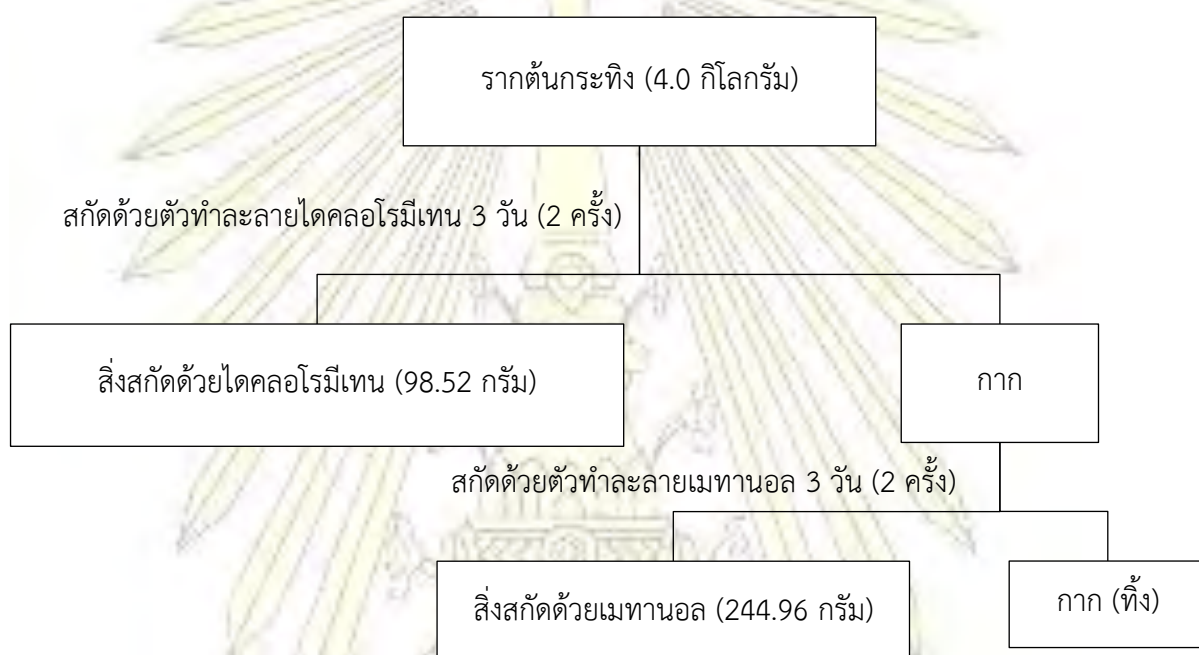 รากต้นกระทิง (4.0 กิโลกรัม)
สกัดด้วยตัวทำละลายไดคลอโรมีเทน 3 วัน (2 ครั้ง)
สิ่งสกัดด้วยไดคลอโรมีเทน (98.52 กรัม)
กาก
สกัดด้วยตัวทำละลายเมทานอล 3 วัน (2 ครั้ง)
สิ่งสกัดด้วยเมทานอล (244.96 กรัม)
กาก (ทิ้ง)